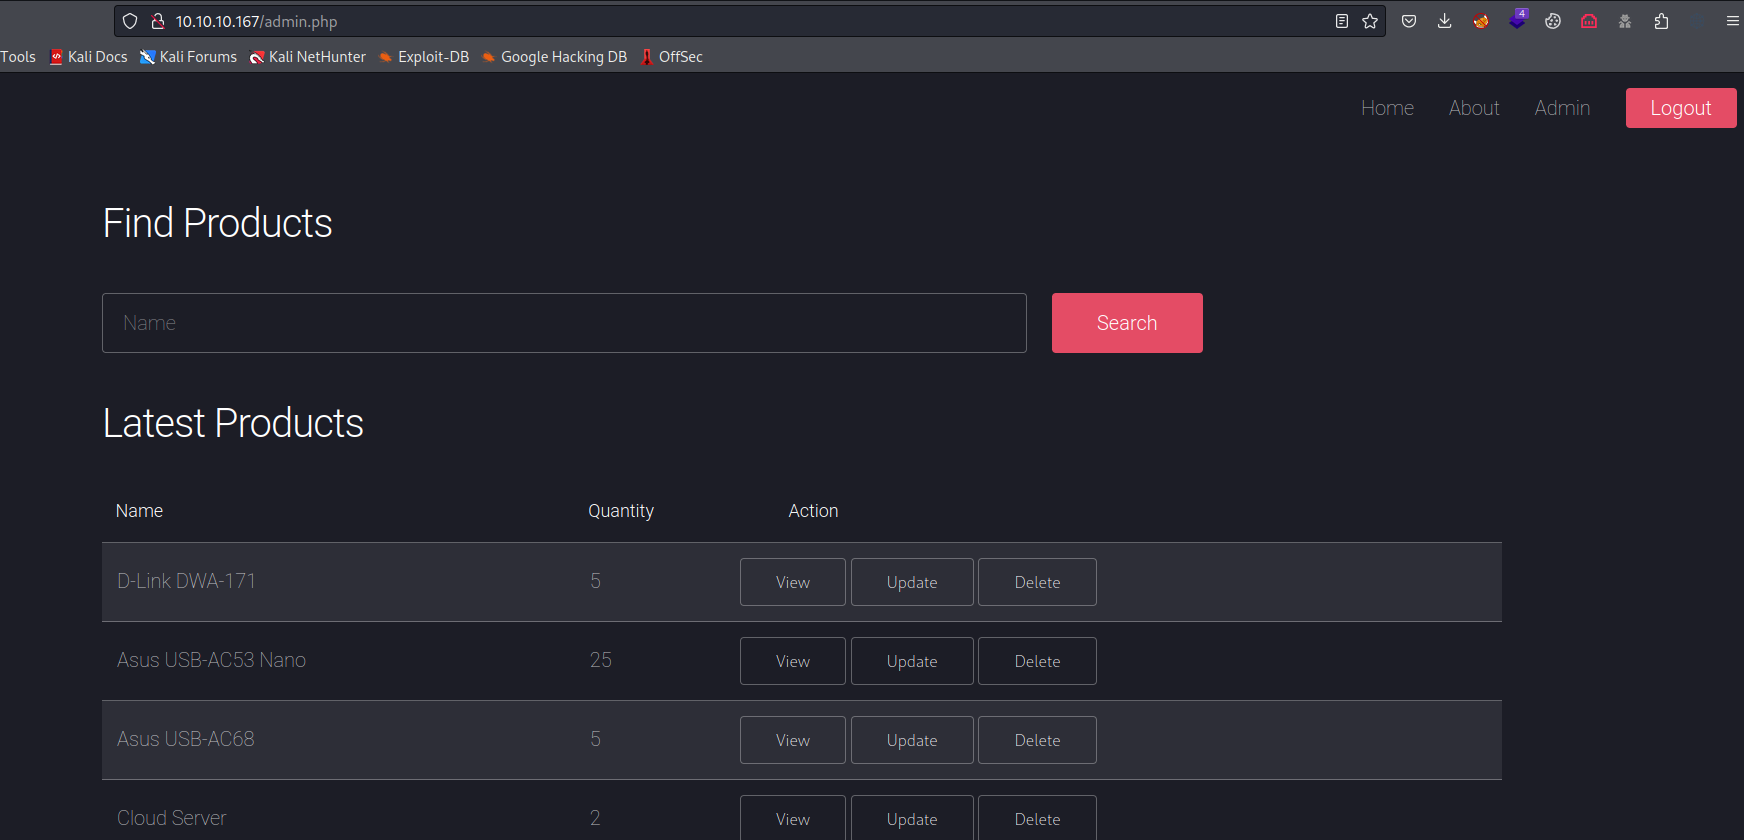 10.10.10.167/admin.php
4
Tools Kali Docs Kali Forums Kali NetHunter Exploit-DB Google Hacking DB OffSec
Home About Admin Logout
Find Products
Name Search
Latest Products
Name Quantity Action
D-Link DWA-171 5 View Update Delete
Asus USB-AC53 Nano 25 View Update Delete
Asus USB-AC68 5 View Update Delete
Cloud Server 2 View Update Delete